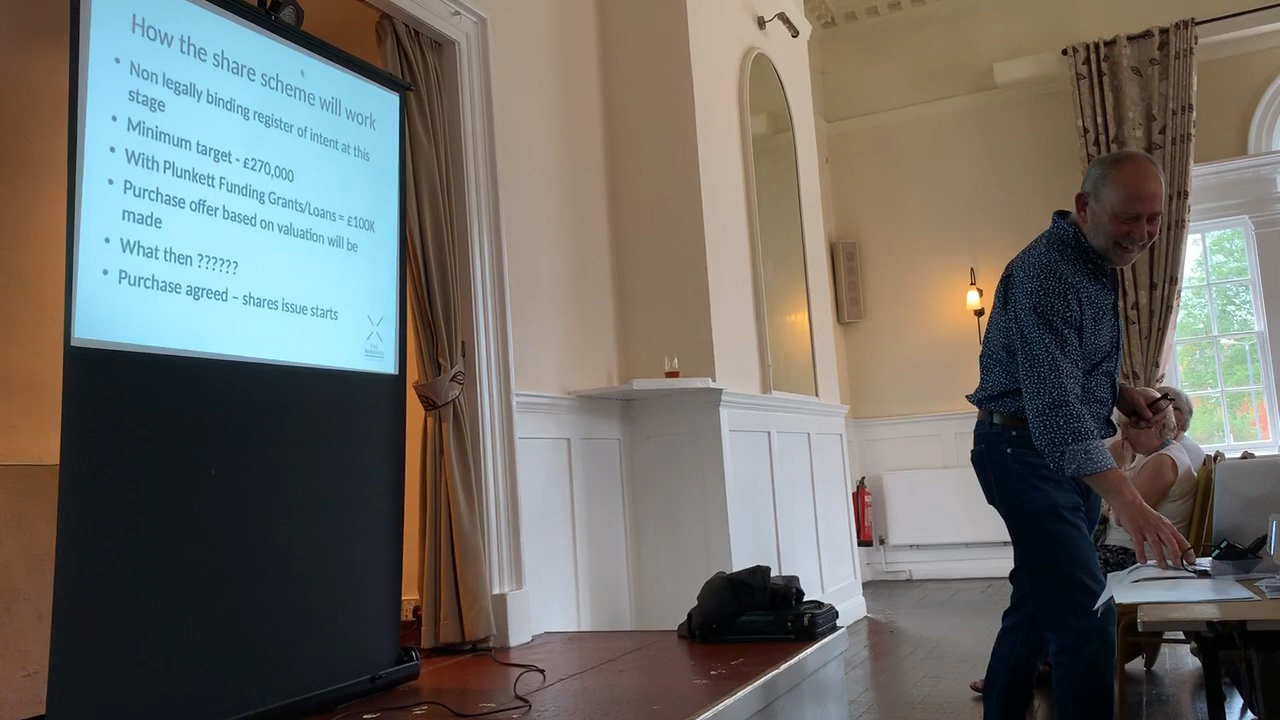 How the share scheme will work
• Non legally binding register of intent at this
stage
• Minimum target - £270,000
• With Plunkett Funding Grants/Loans = £100K
• Purchase offer based on valuation will be
made
• What then ??????
• Purchase agreed – shares issue starts